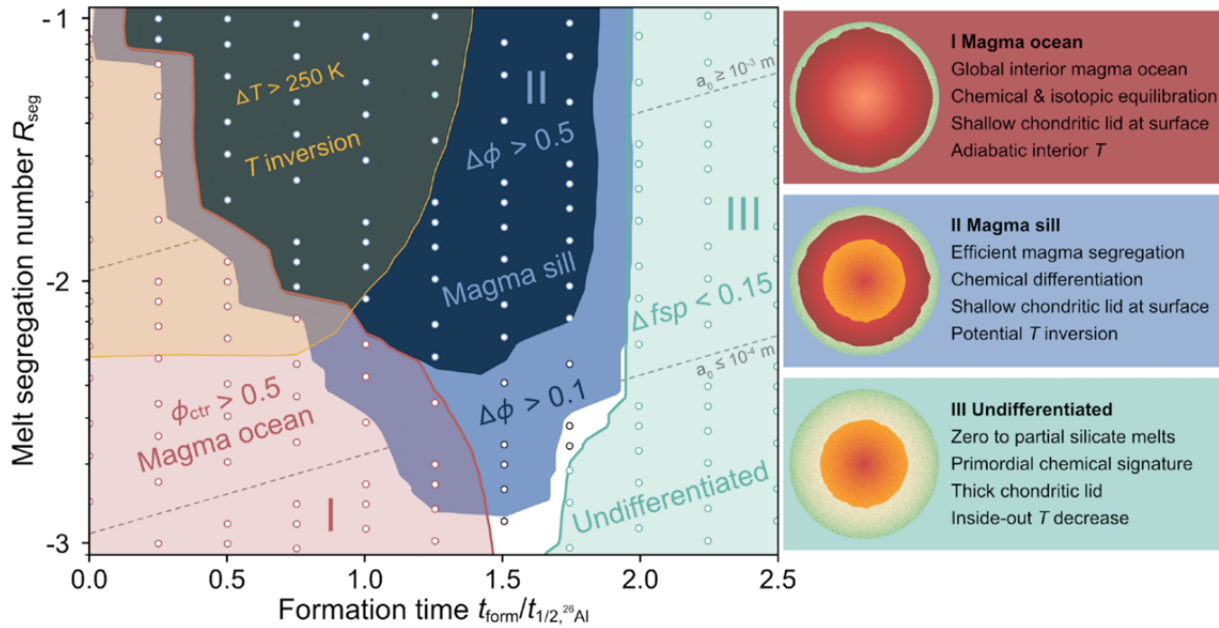 Melt segregation number R_seg
-1
-2
-3
ΔT > 250 K
T inversion
II
Δϕ > 0.5
Magma sill
a₀ ≥ 10⁻³ m
III
Δfsp < 0.15
a₀ ≤ 10⁻⁴ m
Δϕ > 0.1
ϕ_ctr > 0.5
Magma ocean
I
Undifferentiated
0.0
0.5
1.0
1.5
2.0
2.5
Formation time t_form/t_1/2,²⁶Al
I Magma ocean
Global interior magma ocean
Chemical & isotopic equilibration
Shallow chondritic lid at surface
Adiabatic interior T
II Magma sill
Efficient magma segregation
Chemical differentiation
Shallow chondritic lid at surface
Potential T inversion
III Undifferentiated
Zero to partial silicate melts
Primordial chemical signature
Thick chondritic lid
Inside-out T decrease